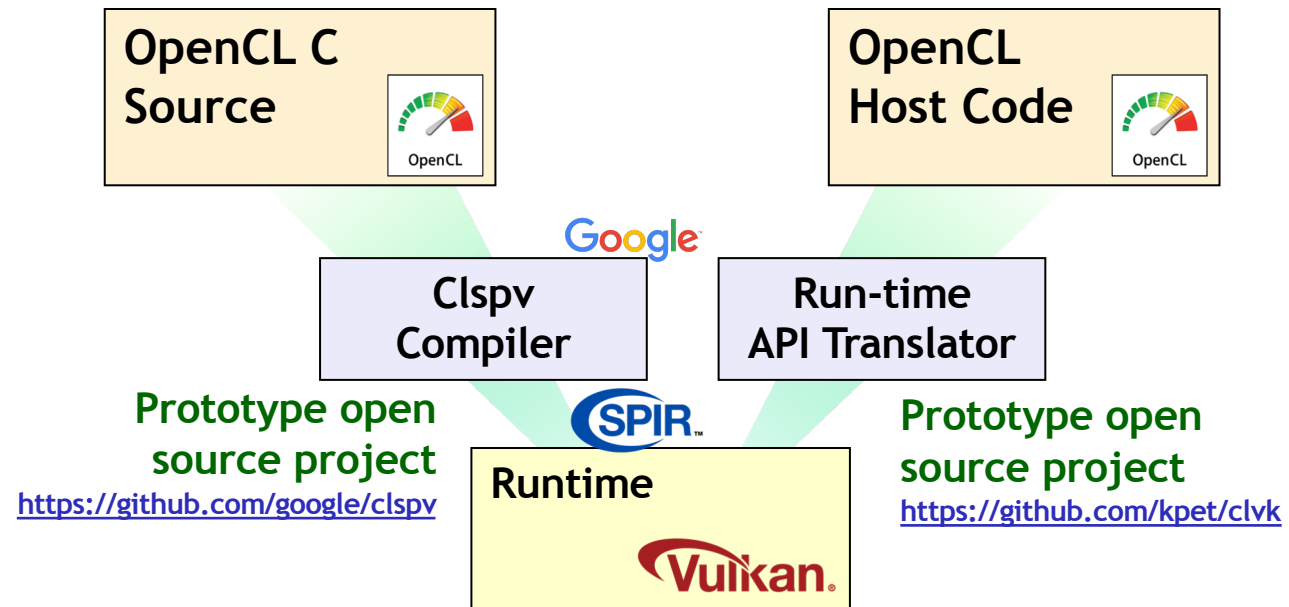 OpenCL C
Source
OpenCL
OpenCL
Host Code
OpenCL
Google
Clspv
Compiler
Run-time
API Translator
Prototype open
source project
https://github.com/google/clspv
SPIR™
Prototype open
source project
https://github.com/kpet/clvk
Runtime
Vulkan®